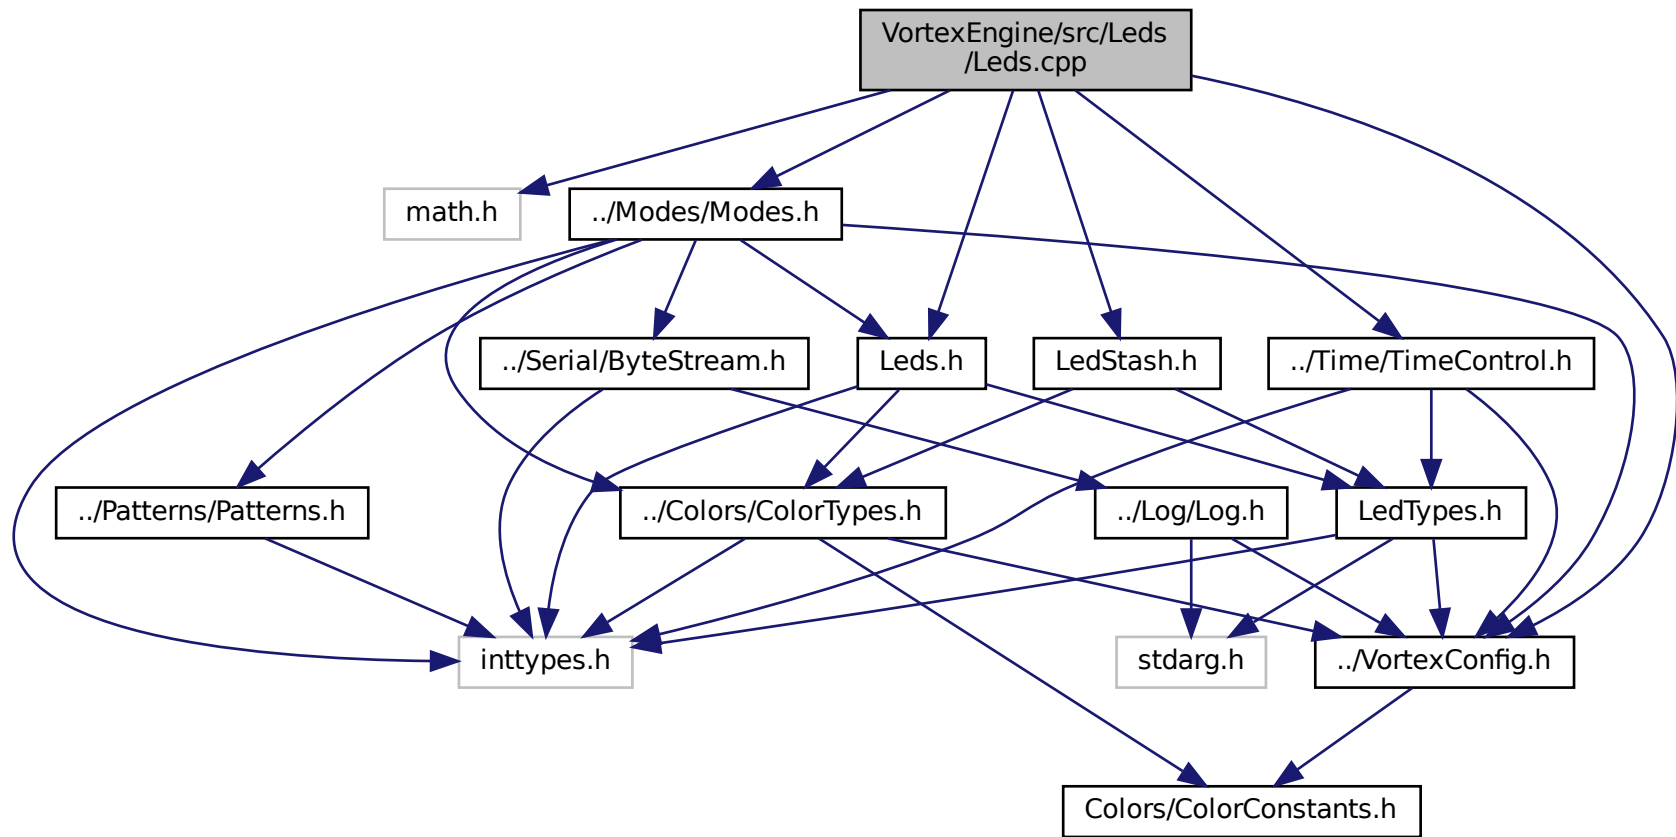 VortexEngine/src/Leds
/Leds.cpp
math.h
../Modes/Modes.h
../Serial/ByteStream.h
Leds.h
LedStash.h
../Time/TimeControl.h
../Patterns/Patterns.h
../Colors/ColorTypes.h
../Log/Log.h
LedTypes.h
inttypes.h
stdarg.h
../VortexConfig.h
Colors/ColorConstants.h